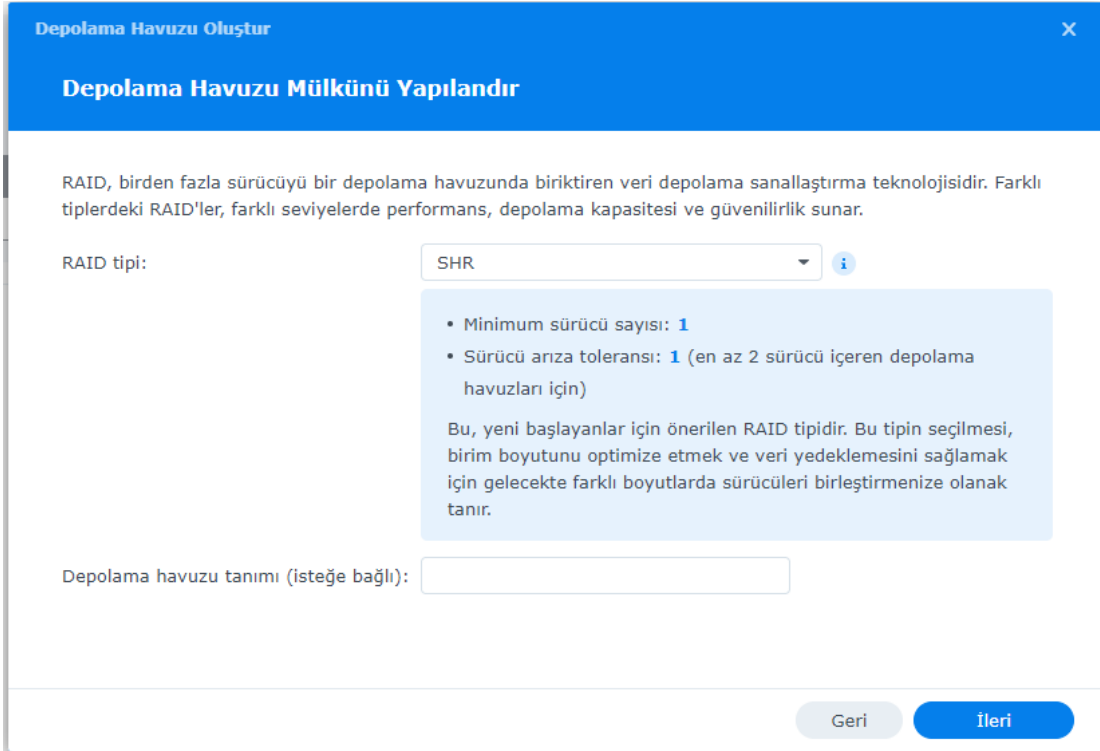 Depolama Havuzu Oluştur
Depolama Havuzu Mülkünü Yapılandır
RAID, birden fazla sürücüyü bir depolama havuzunda biriktiren veri depolama sanallaştırma teknolojisidir. Farklı
tiplerdeki RAID'ler, farklı seviyelerde performans, depolama kapasitesi ve güvenilirlik sunar.
RAID tipi:
SHR
• Minimum sürücü sayısı: 1
• Sürücü arıza toleransı: 1 (en az 2 sürücü içeren depolama
havuzları için)
Bu, yeni başlayanlar için önerilen RAID tipidir. Bu tipin seçilmesi,
birim boyutunu optimize etmek ve veri yedeklemesini sağlamak
için gelecekte farklı boyutlarda sürücüleri birleştirmenize olanak
tanır.
Depolama havuzu tanımı (isteğe bağlı):
Geri
İleri